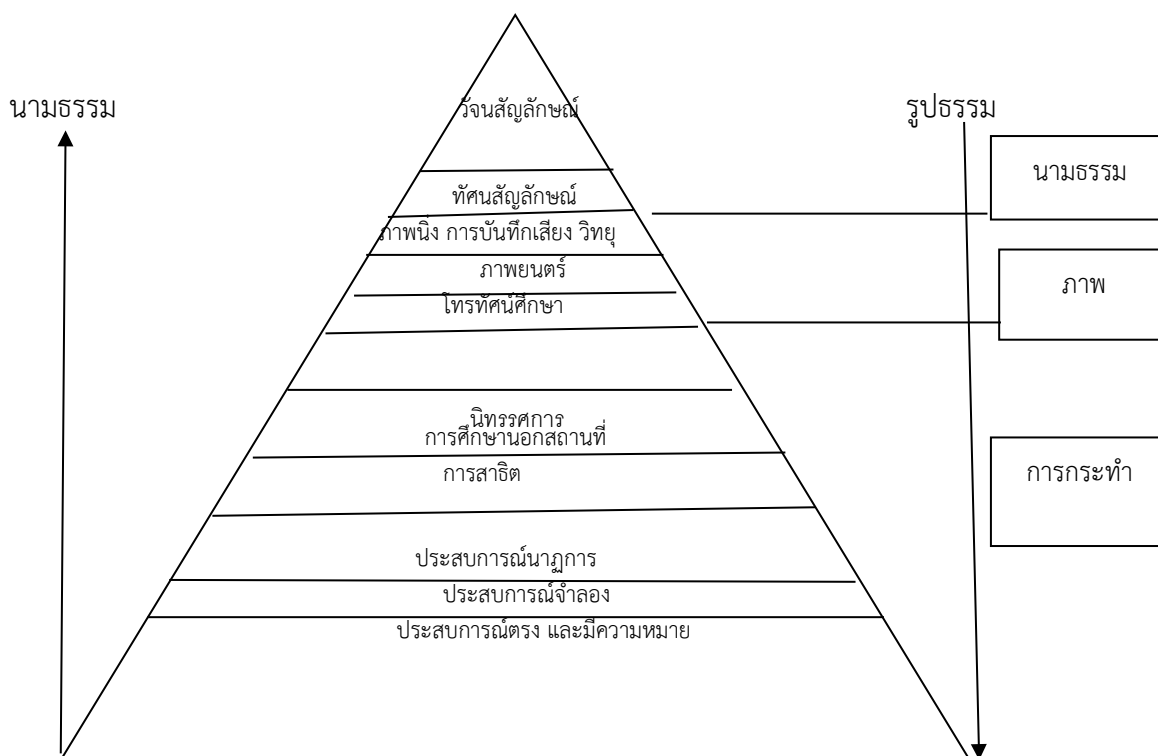 นามธรรม
รูปธรรม
วัจนสัญลักษณ์
นามธรรม
ทัศนสัญลักษณ์
ภาพนิ่ง การบันทึกเสียง วิทยุ
ภาพยนตร์
ภาพ
โทรทัศน์ศึกษา
นิทรรศการ
การศึกษานอกสถานที่
การสาธิต
การกระทำ
ประสบการณ์นาฏการ
ประสบการณ์จำลอง
ประสบการณ์ตรง และมีความหมาย